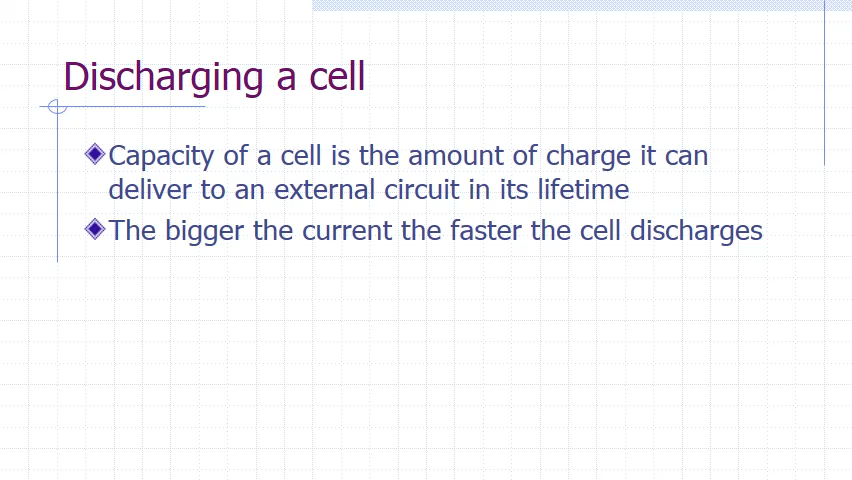 Discharging a cell
Capacity of a cell is the amount of charge it can
deliver to an external circuit in its lifetime
The bigger the current the faster the cell discharges